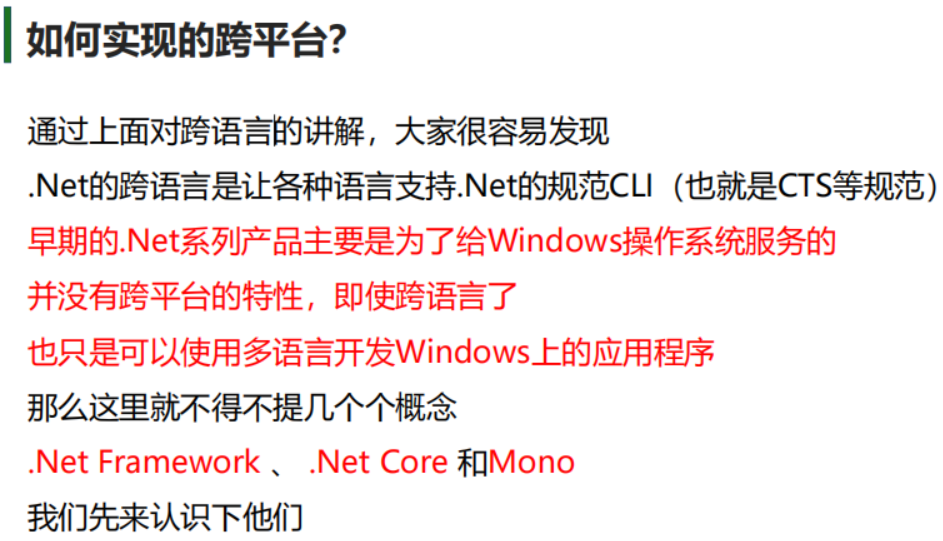 如何实现的跨平台?
通过上面对跨语言的讲解，大家很容易发现
.Net的跨语言是让各种语言支持.Net的规范CLI（也就是CTS等规范）
早期的.Net系列产品主要是为了给Windows操作系统服务的
并没有跨平台的特性，即使跨语言了
也只是可以使用多语言开发Windows上的应用程序
那么这里就不得不提几个个概念
.Net Framework 、 .Net Core 和Mono
我们先来认识下他们